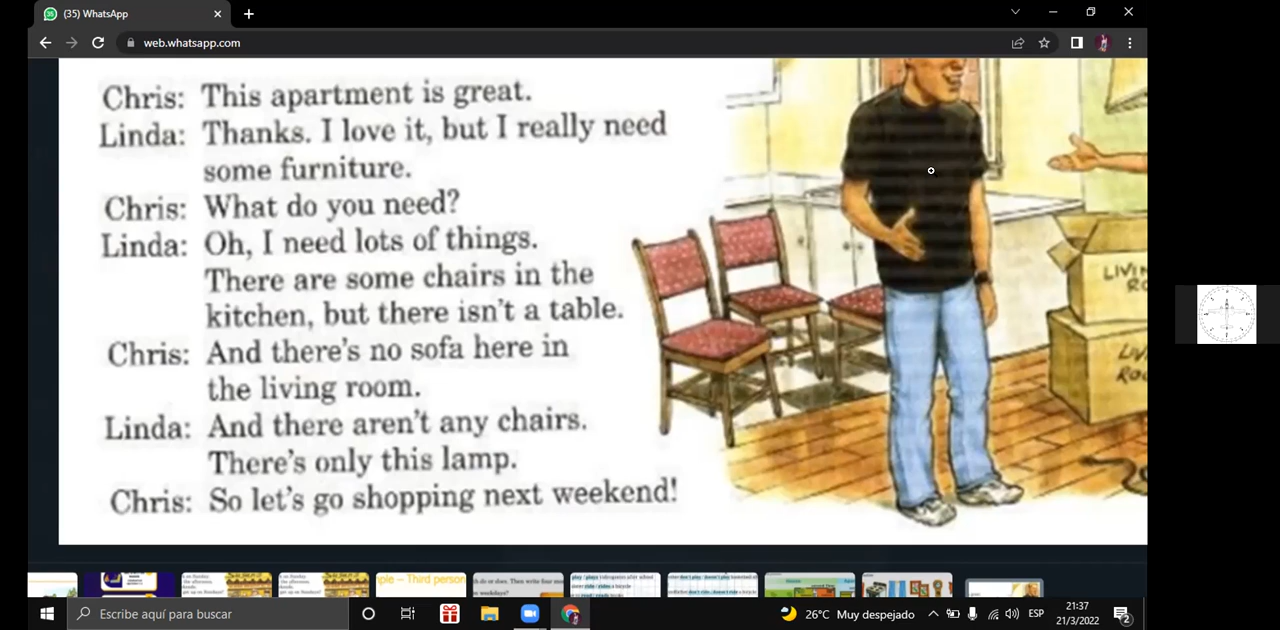 (35) WhatsApp
web.whatsapp.com
Chris: This apartment is great.
Linda: Thanks. I love it, but I really need
some furniture.
Chris: What do you need?
Linda: Oh, I need lots of things.
There are some chairs in the
kitchen, but there isn't a table.
Chris: And there's no sofa here in
the living room.
Linda: And there aren't any chairs.
There's only this lamp.
Chris: So let's go shopping next weekend!
ple – Third person
Escribe aquí para buscar
26°C Muy despejado
ESP
21:37
21/3/2022
2